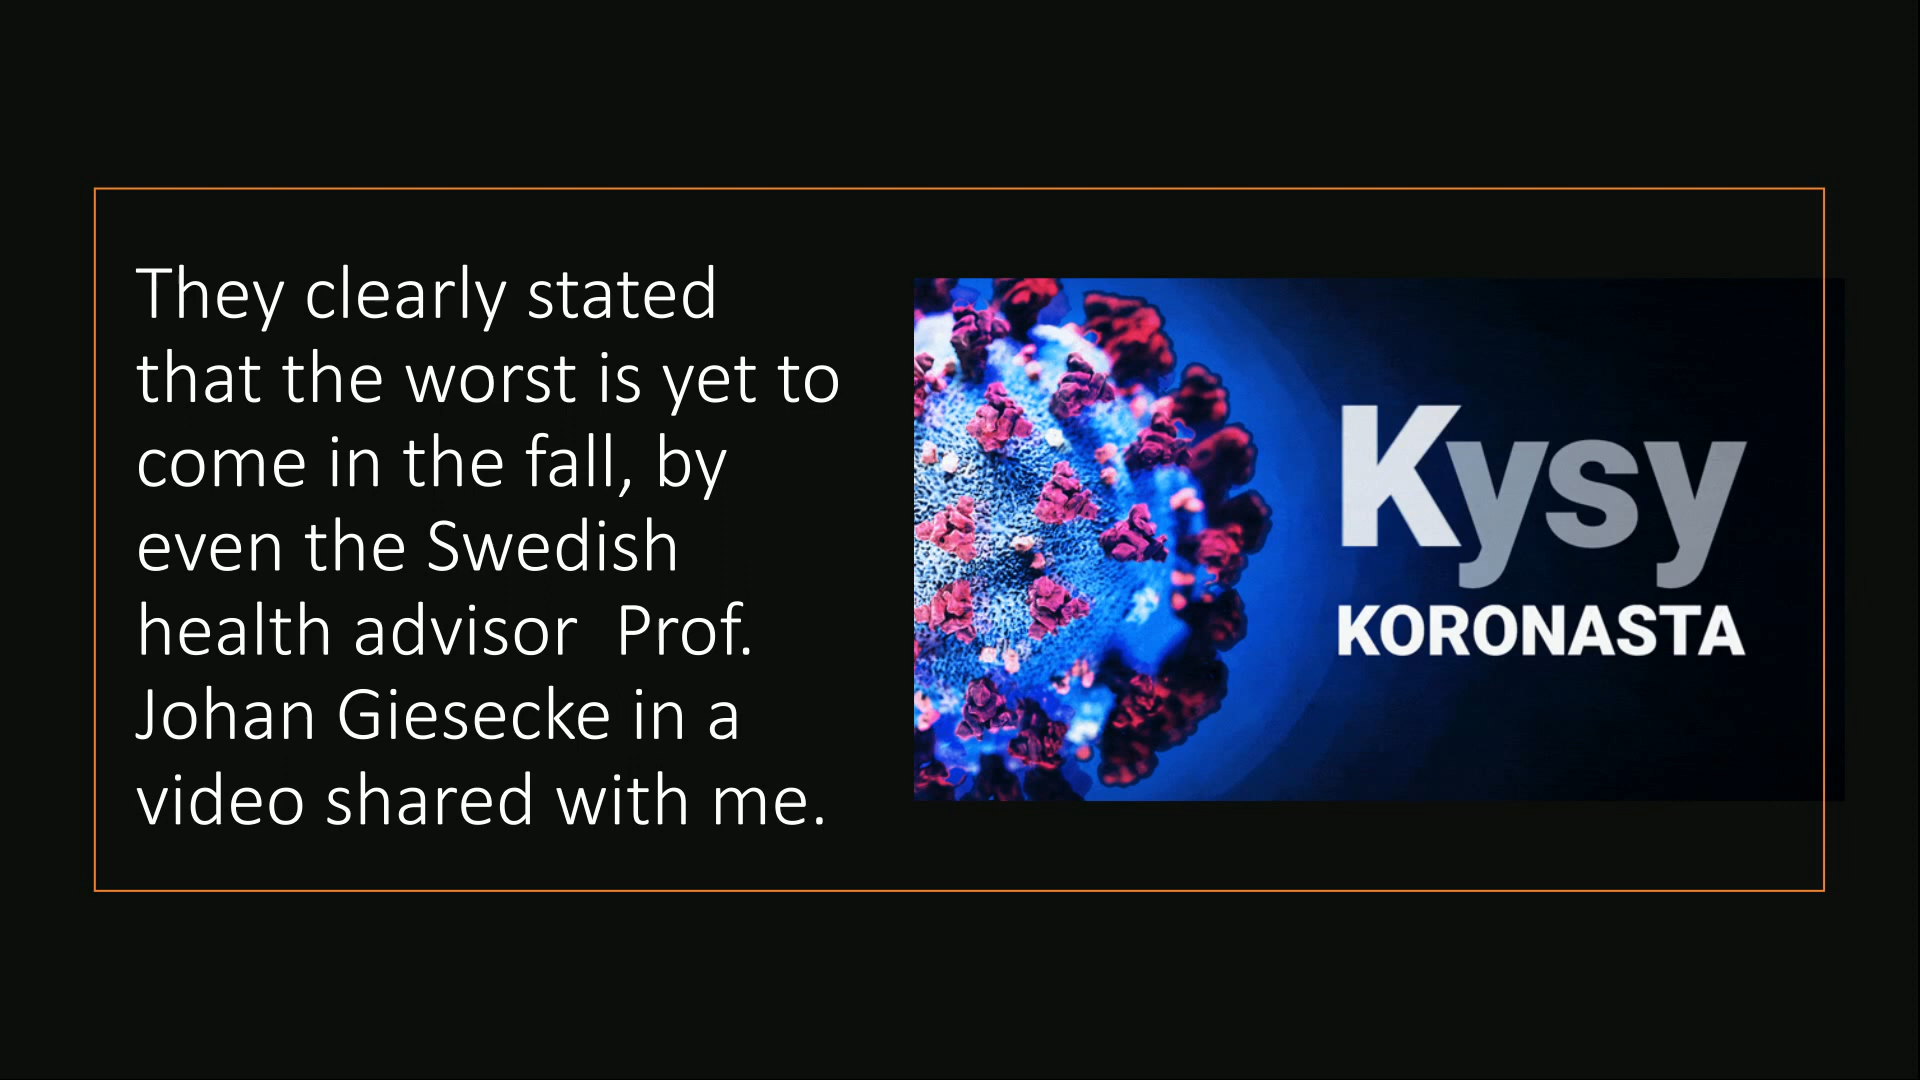 They clearly stated
that the worst is yet to
come in the fall, by
even the Swedish
health advisor  Prof.
Johan Giesecke in a
video shared with me.
Kysy
KORONASTA